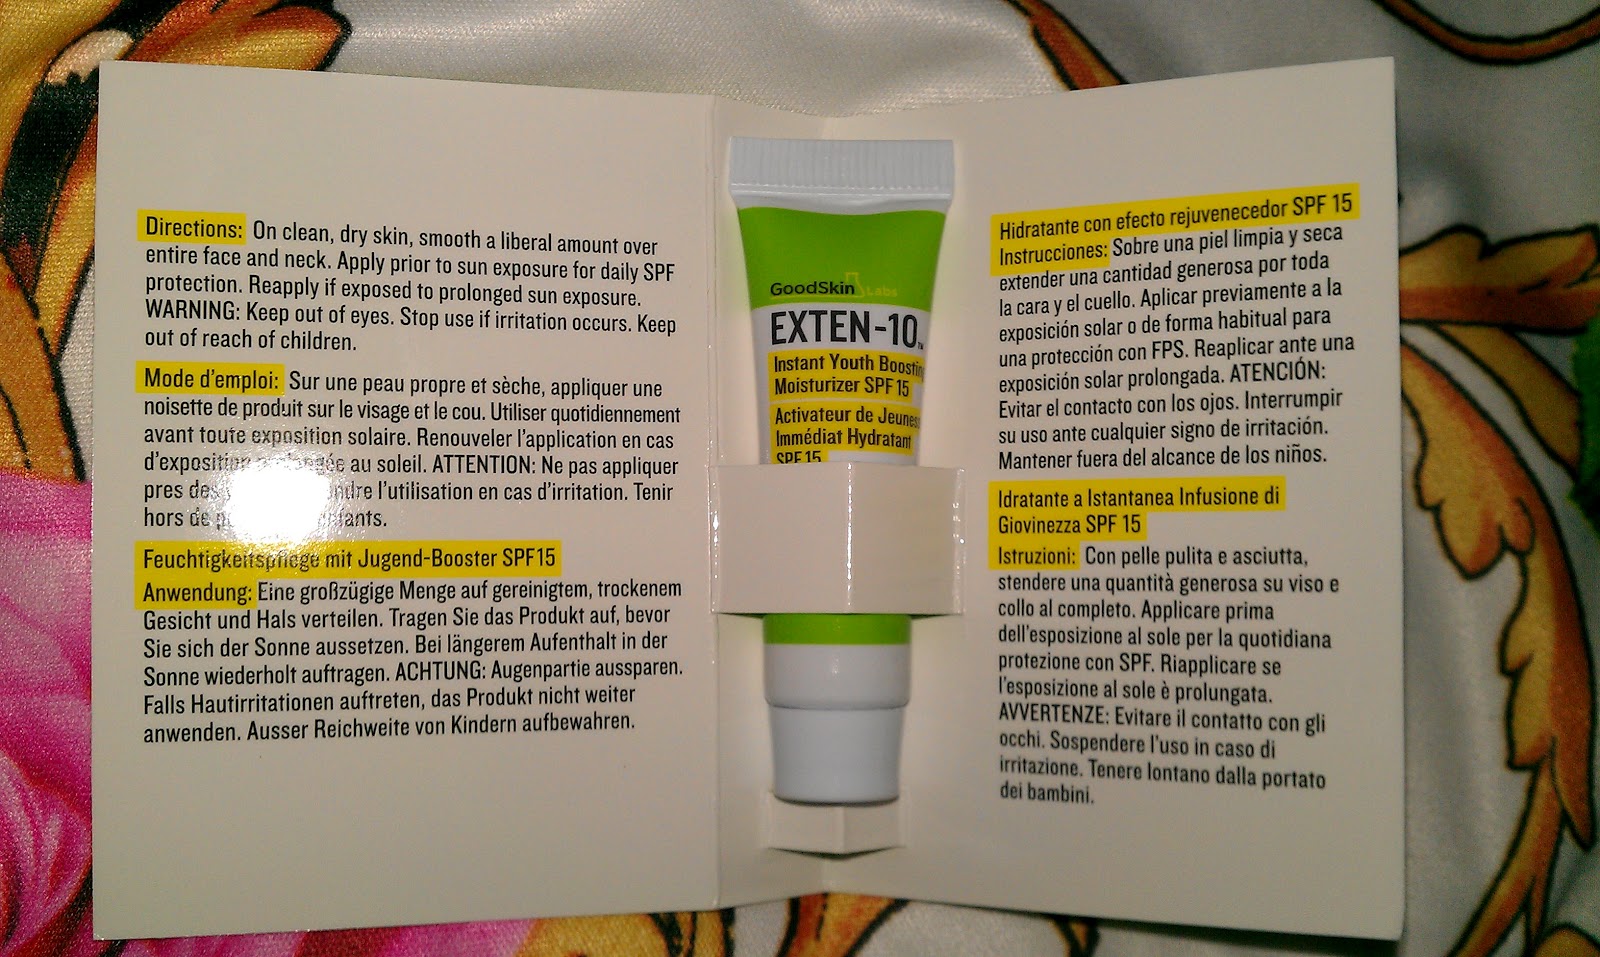 Directions: On clean, dry skin, smooth a liberal amount over
entire face and neck. Apply prior to sun exposure for daily SPF
protection. Reapply if exposed to prolonged sun exposure.
WARNING: Keep out of eyes. Stop use if irritation occurs. Keep
out of reach of children.
Mode d'emploi: Sur une peau propre et sèche, appliquer une
noisette de produit sur le visage et le cou. Utiliser quotidiennement
avant toute exposition solaire. Renouveler l'application en cas
d'exposition prolongée au soleil. ATTENTION: Ne pas appliquer
pres des l'utilisation en cas d'irritation. Tenir
hors de
Feuchtigkeitspflege mit Jugend-Booster SPF15
Anwendung: Eine großzügige Menge auf gereinigtem, trockenem
Gesicht und Hals verteilen. Tragen Sie das Produkt auf, bevor
Sie sich der Sonne aussetzen. Bei längerem Aufenthalt in der
Sonne wiederholt auftragen. ACHTUNG: Augenpartie aussparen.
Falls Hautirritationen auftreten, das Produkt nicht weiter
anwenden. Ausser Reichweite von Kindern aufbewahren.
GoodSkin Labs
EXTEN-10™
Instant Youth Boosting
Moisturizer SPF 15
Activateur de
Immédiat Hydratant
SPF 15
Hidratante con efecto rejuvenecedor SPF 15
Instrucciones: Sobre una piel limpia y seca
extender una cantidad generosa por toda
la cara y el cuello. Aplicar previamente a la
exposición solar o de forma habitual para
una protección con FPS. Reaplicar ante una
exposición solar prolongada. ATENCIÓN:
Evitar el contacto con los ojos. Interrumpir
su uso ante cualquier signo de irritación.
Mantener fuera del alcance de los niños.
Idratante a Istantanea Infusione di
Giovinezza SPF 15
Istruzioni: Con pelle pulita e asciutta,
stendere una quantità generosa su viso e
collo al completo. Applicare prima
dell'esposizione al sole per la quotidiana
protezione con SPF. Riapplicare se
l'esposizione al sole è prolungata.
AVVERTENZE: Evitare il contatto con gli
occhi. Sospendere l'uso in caso di
irritazione. Tenere lontano dalla portato
dei bambini.